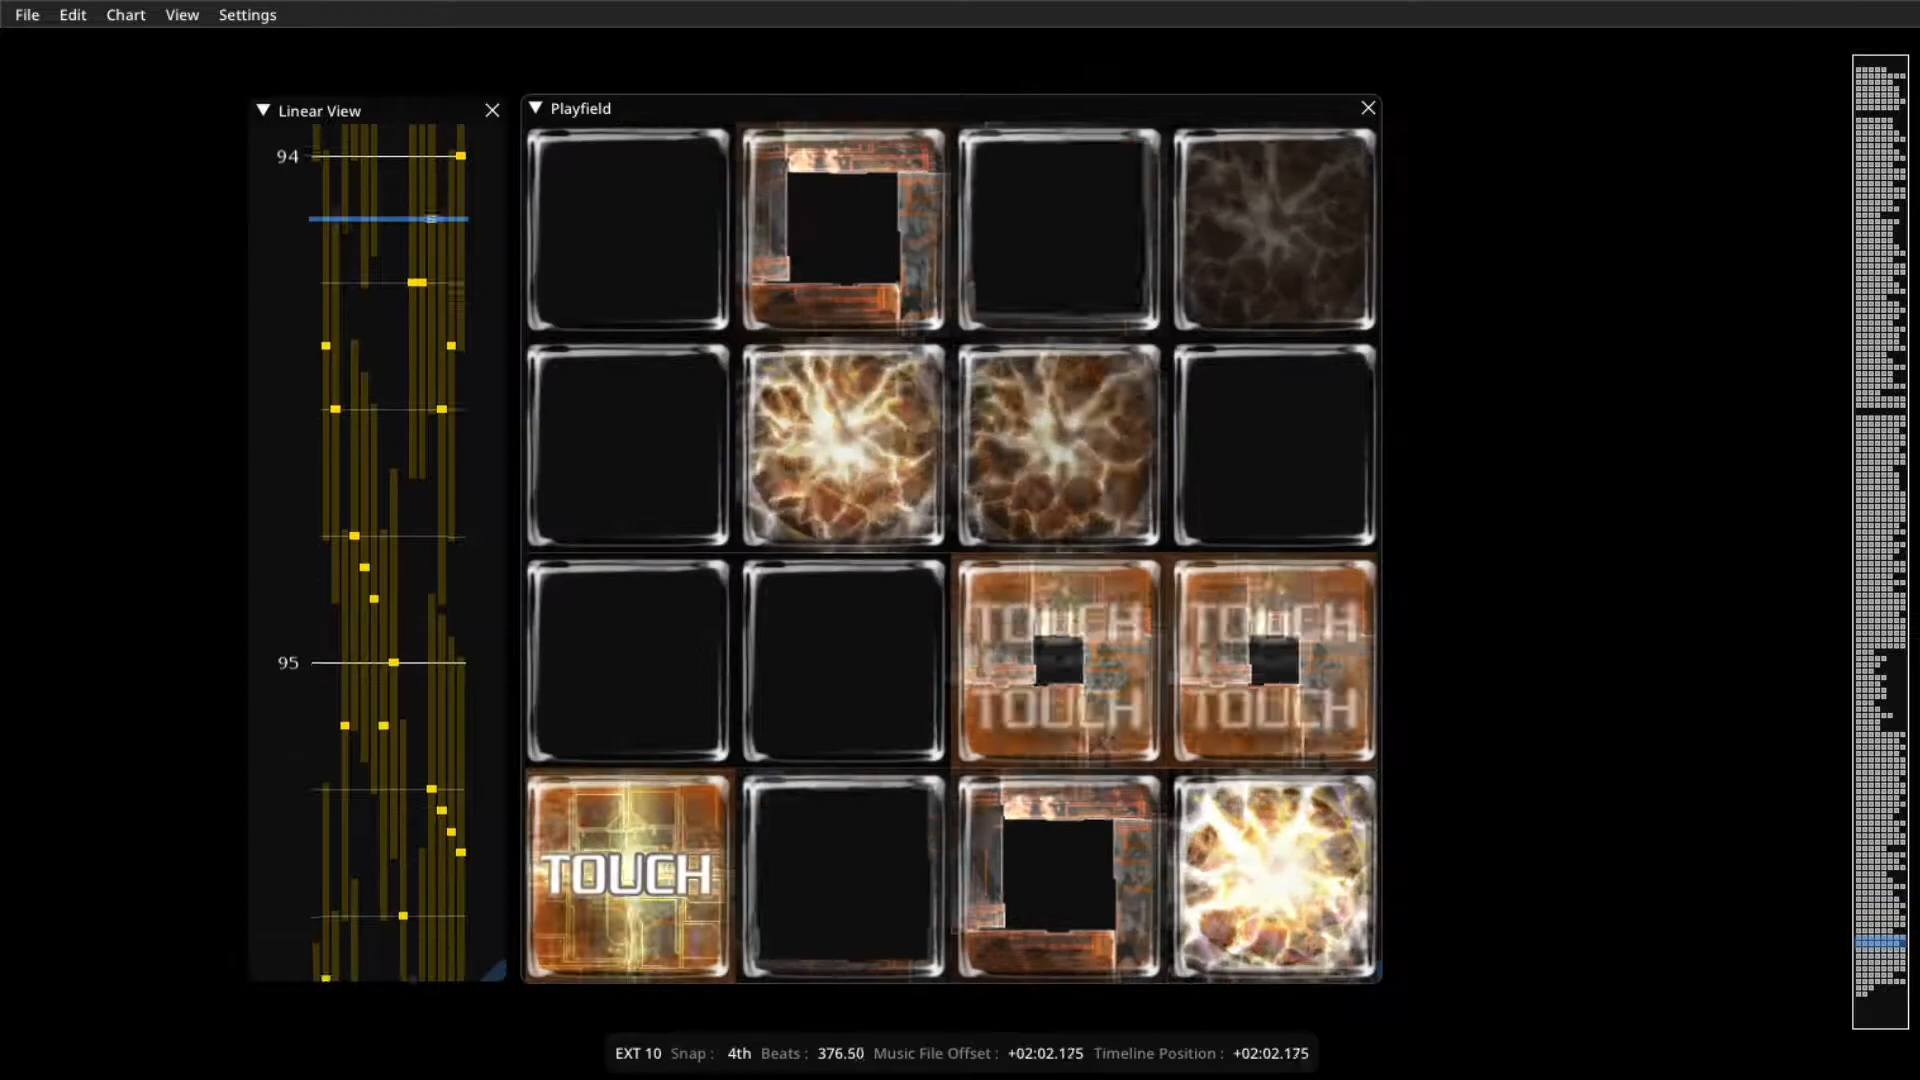 File Edit Chart View Settings
Linear View
Playfield
94
95
TOUCH TOUCH
TOUCH TOUCH
TOUCH
EXT 10 Snap : 4th Beats : 376.50 Music File Offset : +02:02.175 Timeline Position : +02:02.175